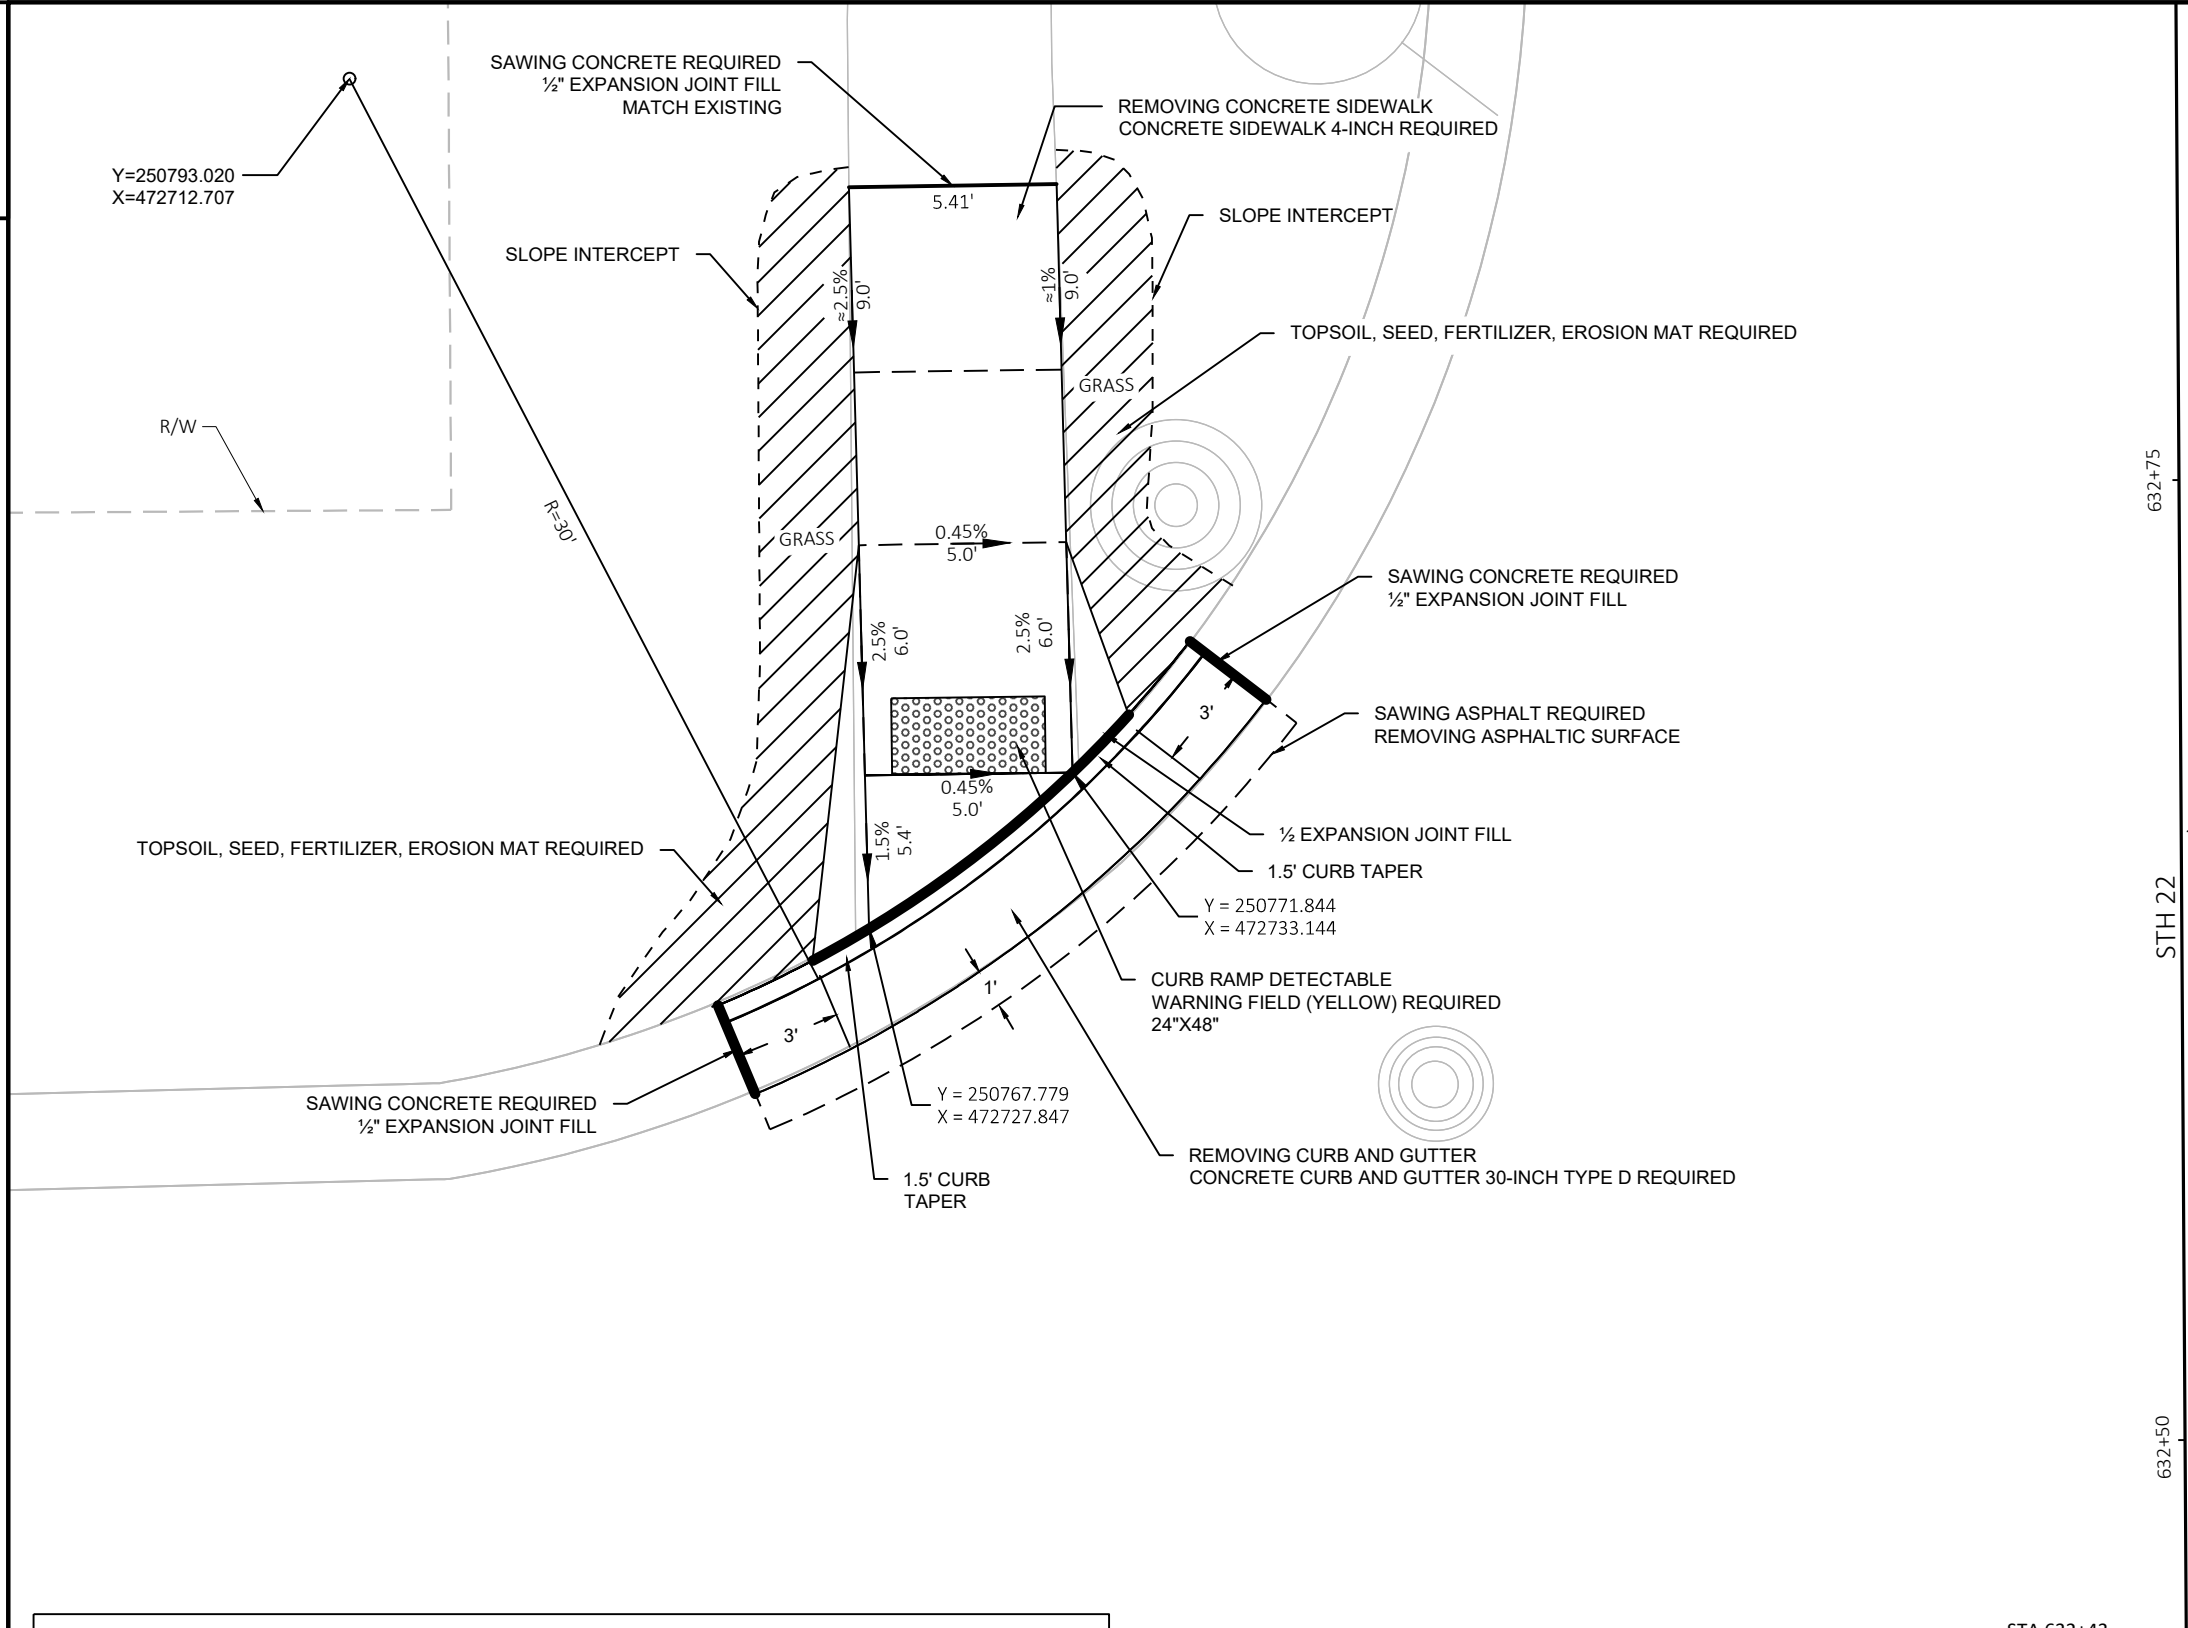 SAWING CONCRETE REQUIRED
½" EXPANSION JOINT FILL
MATCH EXISTING
REMOVING CONCRETE SIDEWALK
CONCRETE SIDEWALK 4-INCH REQUIRED
Y=250793.020
X=472712.707
5.41'
SLOPE INTERCEPT
SLOPE INTERCEPT
≈2.5%
9.0'
≈1%
9.0'
TOPSOIL, SEED, FERTILIZER, EROSION MAT REQUIRED
GRASS
R/W
632+75
R=30'
GRASS
0.45%
5.0'
SAWING CONCRETE REQUIRED
½" EXPANSION JOINT FILL
2.5%
6.0'
2.5%
6.0'
3'
SAWING ASPHALT REQUIRED
REMOVING ASPHALTIC SURFACE
0.45%
5.0'
1.5%
5.4'
½ EXPANSION JOINT FILL
TOPSOIL, SEED, FERTILIZER, EROSION MAT REQUIRED
1.5' CURB TAPER
Y = 250771.844
X = 472733.144
STH 22
CURB RAMP DETECTABLE
WARNING FIELD (YELLOW) REQUIRED
24"X48"
1'
3'
Y = 250767.779
X = 472727.847
SAWING CONCRETE REQUIRED
½" EXPANSION JOINT FILL
REMOVING CURB AND GUTTER
CONCRETE CURB AND GUTTER 30-INCH TYPE D REQUIRED
1.5' CURB
TAPER
632+50